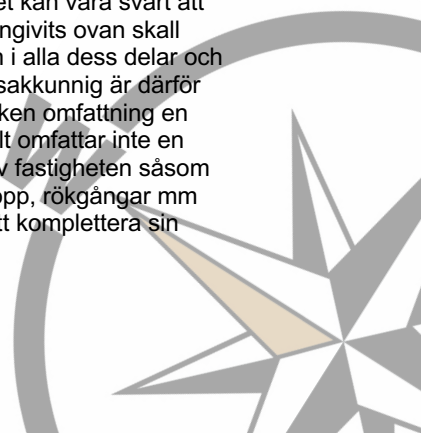 et kan vara svårt att
ngivits ovan skall
i alla dess delar och
sakkunnig är därför
ken omfattning en
lt omfattar inte en
v fastigheten såsom
opp, rökgångar mm
tt komplettera sin
W